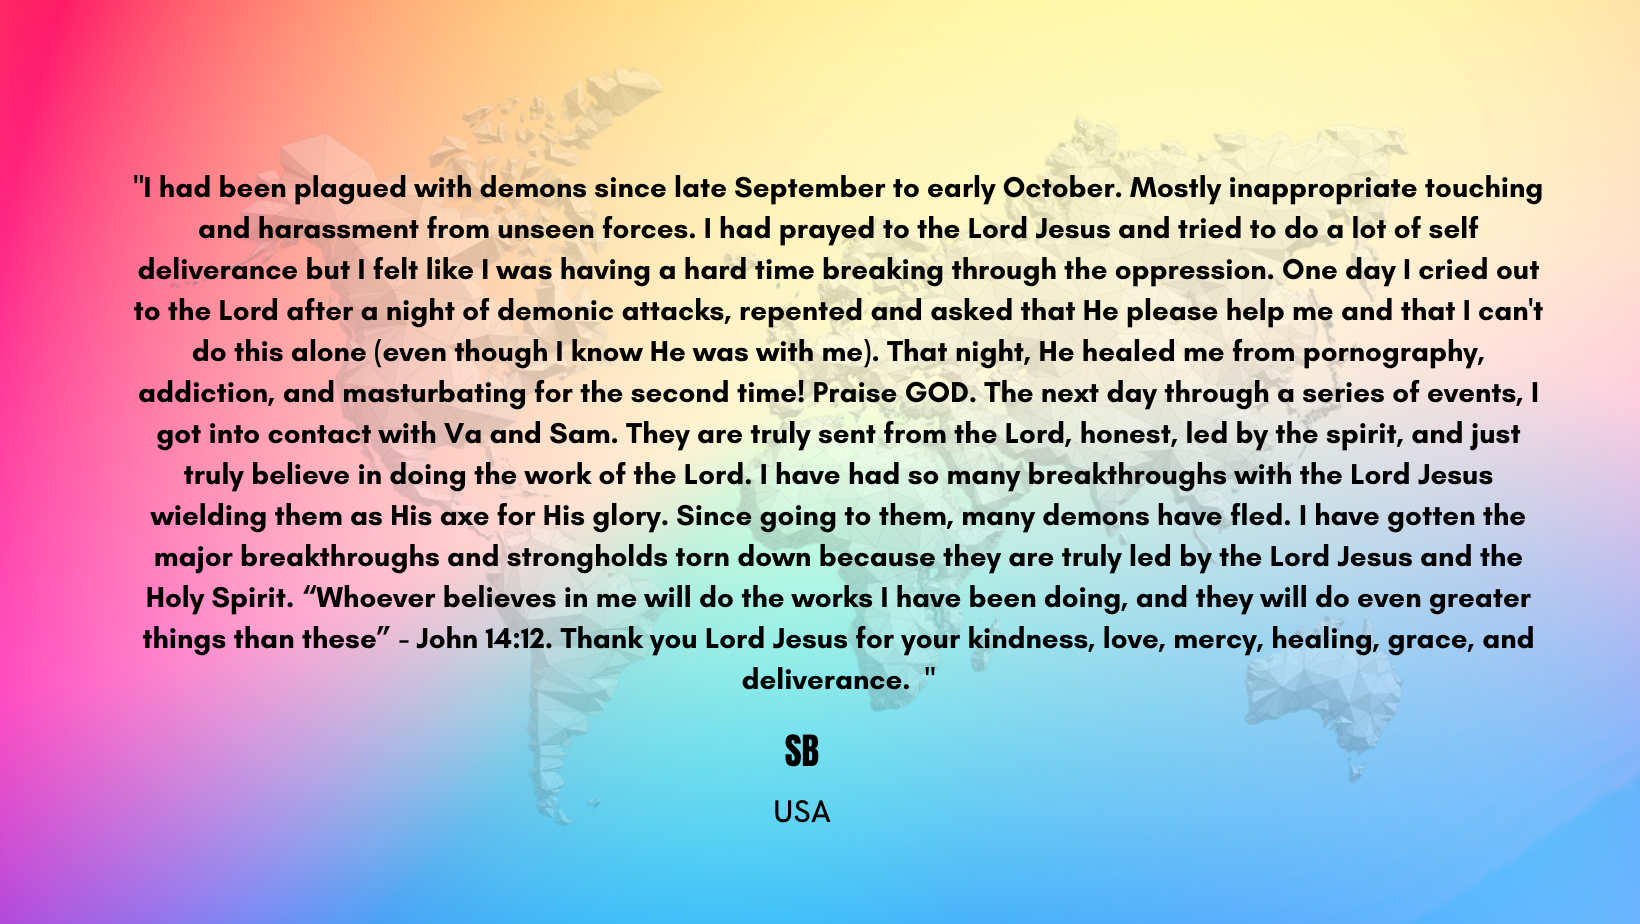 "I had been plagued with demons since late September to early October. Mostly inappropriate touching
and harassment from unseen forces. I had prayed to the Lord Jesus and tried to do a lot of self
deliverance but I felt like I was having a hard time breaking through the oppression. One day I cried out
to the Lord after a night of demonic attacks, repented and asked that He please help me and that I can't
do this alone (even though I know He was with me). That night, He healed me from pornography,
addiction, and masturbating for the second time! Praise GOD. The next day through a series of events, I
got into contact with Va and Sam. They are truly sent from the Lord, honest, led by the spirit, and just
truly believe in doing the work of the Lord. I have had so many breakthroughs with the Lord Jesus
wielding them as His axe for His glory. Since going to them, many demons have fled. I have gotten the
major breakthroughs and strongholds torn down because they are truly led by the Lord Jesus and the
Holy Spirit. “Whoever believes in me will do the works I have been doing, and they will do even greater
things than these” - John 14:12. Thank you Lord Jesus for your kindness, love, mercy, healing, grace, and
deliverance.  "
SB
USA